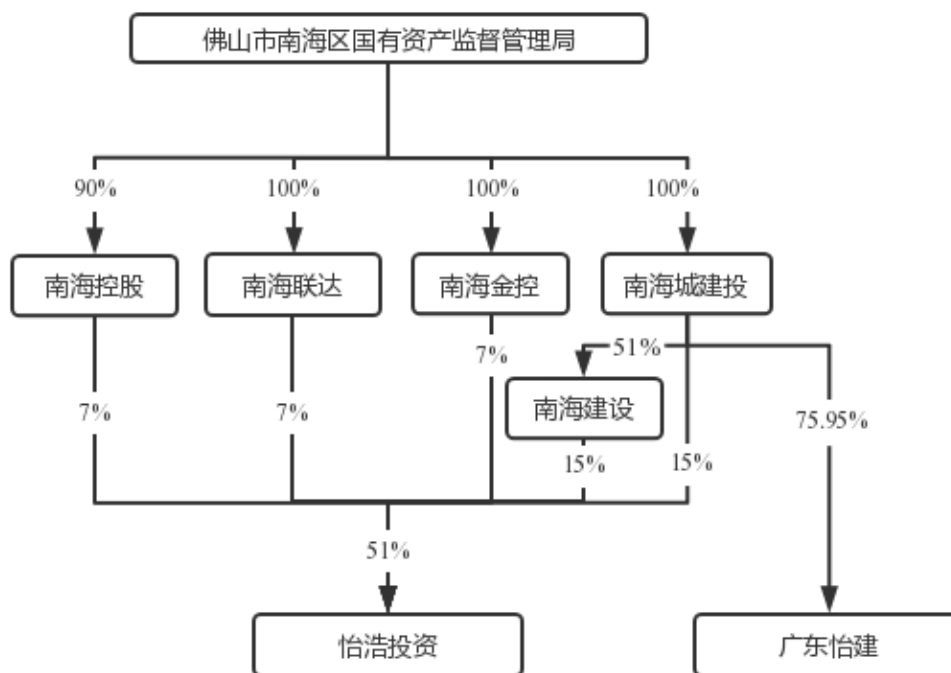 佛山市南海区国有资产监督管理局
90%
100%
100%
100%
南海控股
南海联达
南海金控
南海城建投
7%
51%
南海建设
7%
7%
75.95%
15%
15%
51%
怡浩投资
广东怡建